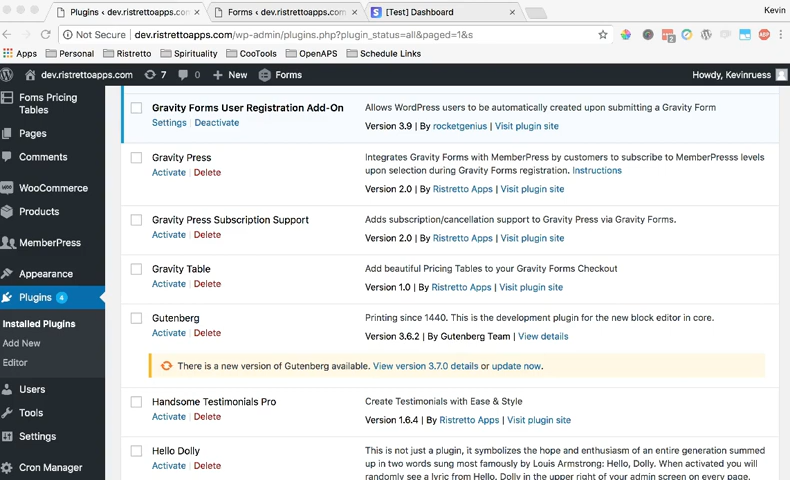 Plugins ‹ dev.ristrettoapps.com
Forms ‹ dev.ristrettoapps.com
[Test] Dashboard
Kevin
Not Secure
dev.ristrettoapps.com/wp-admin/plugins.php?plugin_status=all&paged=1&s
2
ABP
Apps
Personal
Ristretto
Spirituality
CooTools
OpenAPS
Schedule Links
dev.ristrettoapps.com
7
0
+ New
Forms
Howdy, Kevinruess
Foms Pricing
Tables
Pages
Comments
WooCommerce
Products
MemberPress
Appearance
Plugins 4
Installed Plugins
Add New
Editor
Users
Tools
Settings
Cron Manager
Gravity Forms User Registration Add-On
Settings | Deactivate
Allows WordPress users to be automatically created upon submitting a Gravity Form
Version 3.9 | By rocketgenius | Visit plugin site
Gravity Press
Activate | Delete
Integrates Gravity Forms with MemberPress by customers to subscribe to MemberPresss levels
upon selection during Gravity Forms registration. Instructions
Version 2.0 | By Ristretto Apps | Visit plugin site
Gravity Press Subscription Support
Activate | Delete
Adds subscription/cancellation support to Gravity Press via Gravity Forms.
Version 2.0 | By Ristretto Apps | Visit plugin site
Gravity Table
Activate | Delete
Add beautiful Pricing Tables to your Gravity Forms Checkout
Version 1.0 | By Ristretto Apps | Visit plugin site
Gutenberg
Activate | Delete
Printing since 1440. This is the development plugin for the new block editor in core.
Version 3.6.2 | By Gutenberg Team | View details
There is a new version of Gutenberg available. View version 3.7.0 details or update now.
Handsome Testimonials Pro
Activate | Delete
Create Testimonials with Ease & Style
Version 1.6.4 | By Ristretto Apps | Visit plugin site
Hello Dolly
Activate | Delete
This is not just a plugin, it symbolizes the hope and enthusiasm of an entire generation summed
up in two words sung most famously by Louis Armstrong: Hello, Dolly. When activated you will
randomly see a lyric from Hello, Dolly in the upper right of your admin screen on every page.